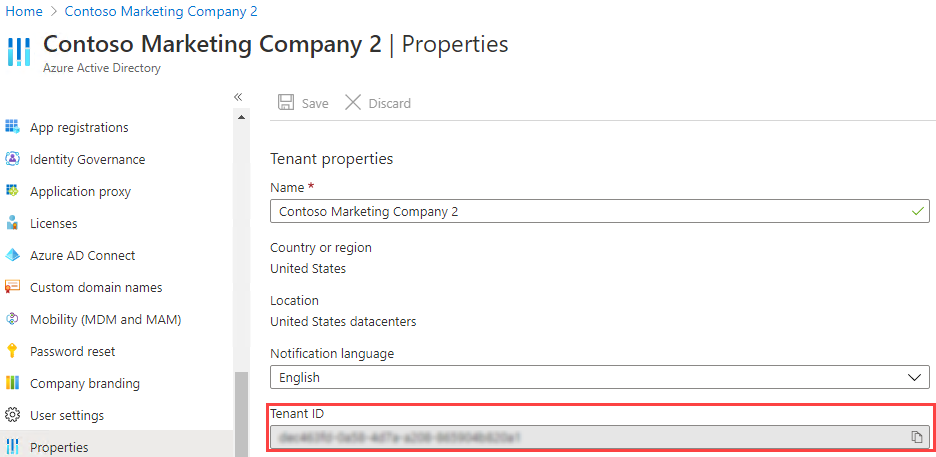 Home > Contoso Marketing Company 2
Contoso Marketing Company 2 | Properties
Azure Active Directory
«
App registrations
Identity Governance
Application proxy
Licenses
Azure AD Connect
Custom domain names
Mobility (MDM and MAM)
Password reset
Company branding
User settings
Properties
Save Discard
Tenant properties
Name *
Contoso Marketing Company 2
Country or region
United States
Location
United States datacenters
Notification language
English
Tenant ID